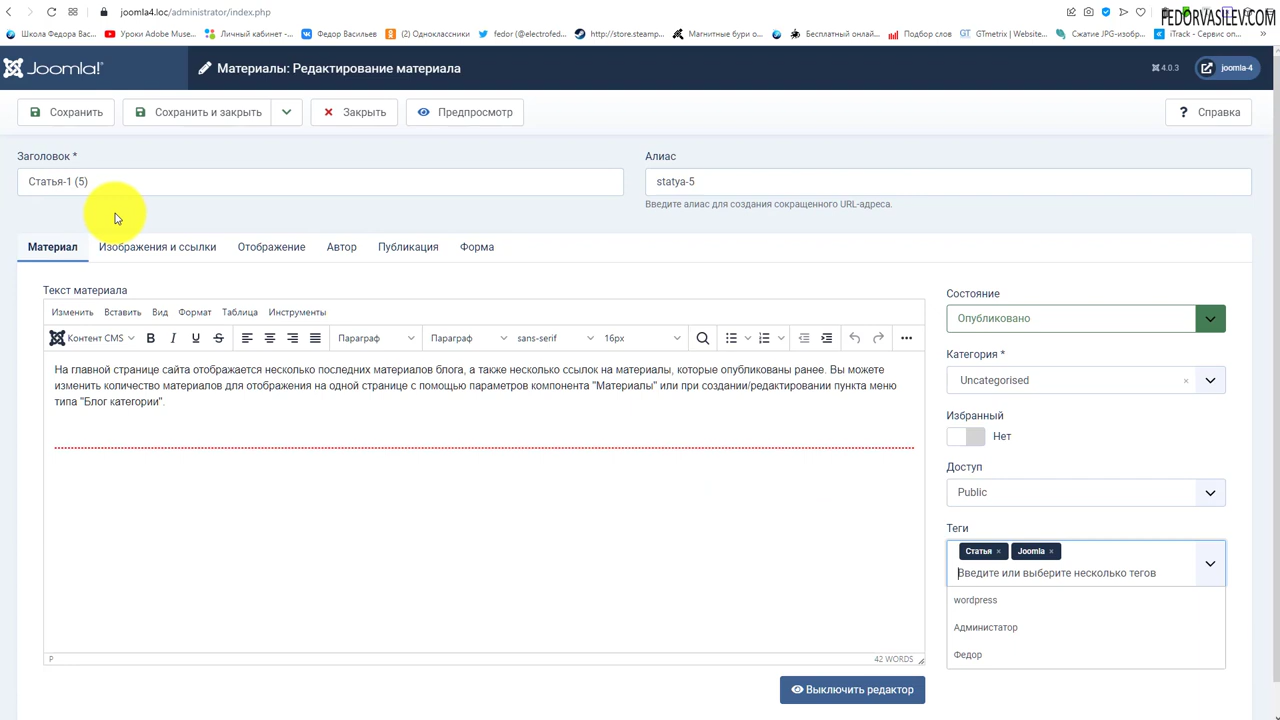 joomla4.loc/administrator/index.php
FEDORVASILEV.COM
Школа Федора Вас...
Уроки Adobe Muse...
Личный кабинет -...
Федор Васильев
(2) Одноклассники
fedor (@electrofed...
http://store.steamp...
Магнитные бури о...
Бесплатный онлай...
Подбор слов
GTmetrix | Website...
Сжатие JPG-изобр...
iTrack - Сервис оп...
Joomla!
Материалы: Редактирование материала
4.0.3
joomla-4
Сохранить
Сохранить и закрыть
Закрыть
Предпросмотр
? Справка
Заголовок *
Алиас
Статья-1 (5)
statya-5
Введите алиас для создания сокращенного URL-адреса.
Материал
Изображения и ссылки
Отображение
Автор
Публикация
Форма
Текст материала
Изменить Вставить Вид Формат Таблица Инструменты
Контент CMS B I U S Параграф Параграф sans-serif 16px
На главной странице сайта отображается несколько последних материалов блога, а также несколько ссылок на материалы, которые опубликованы ранее. Вы можете
изменить количество материалов для отображения на одной странице с помощью параметров компонента "Материалы" или при создании/редактировании пункта меню
типа "Блог категории".
P
42 WORDS
Выключить редактор
Состояние
Опубликовано
Категория *
Uncategorised ×
Избранный
Нет
Доступ
Public
Теги
Статья × Joomla ×
Введите или выберите несколько тегов
wordpress
Администатор
Федор